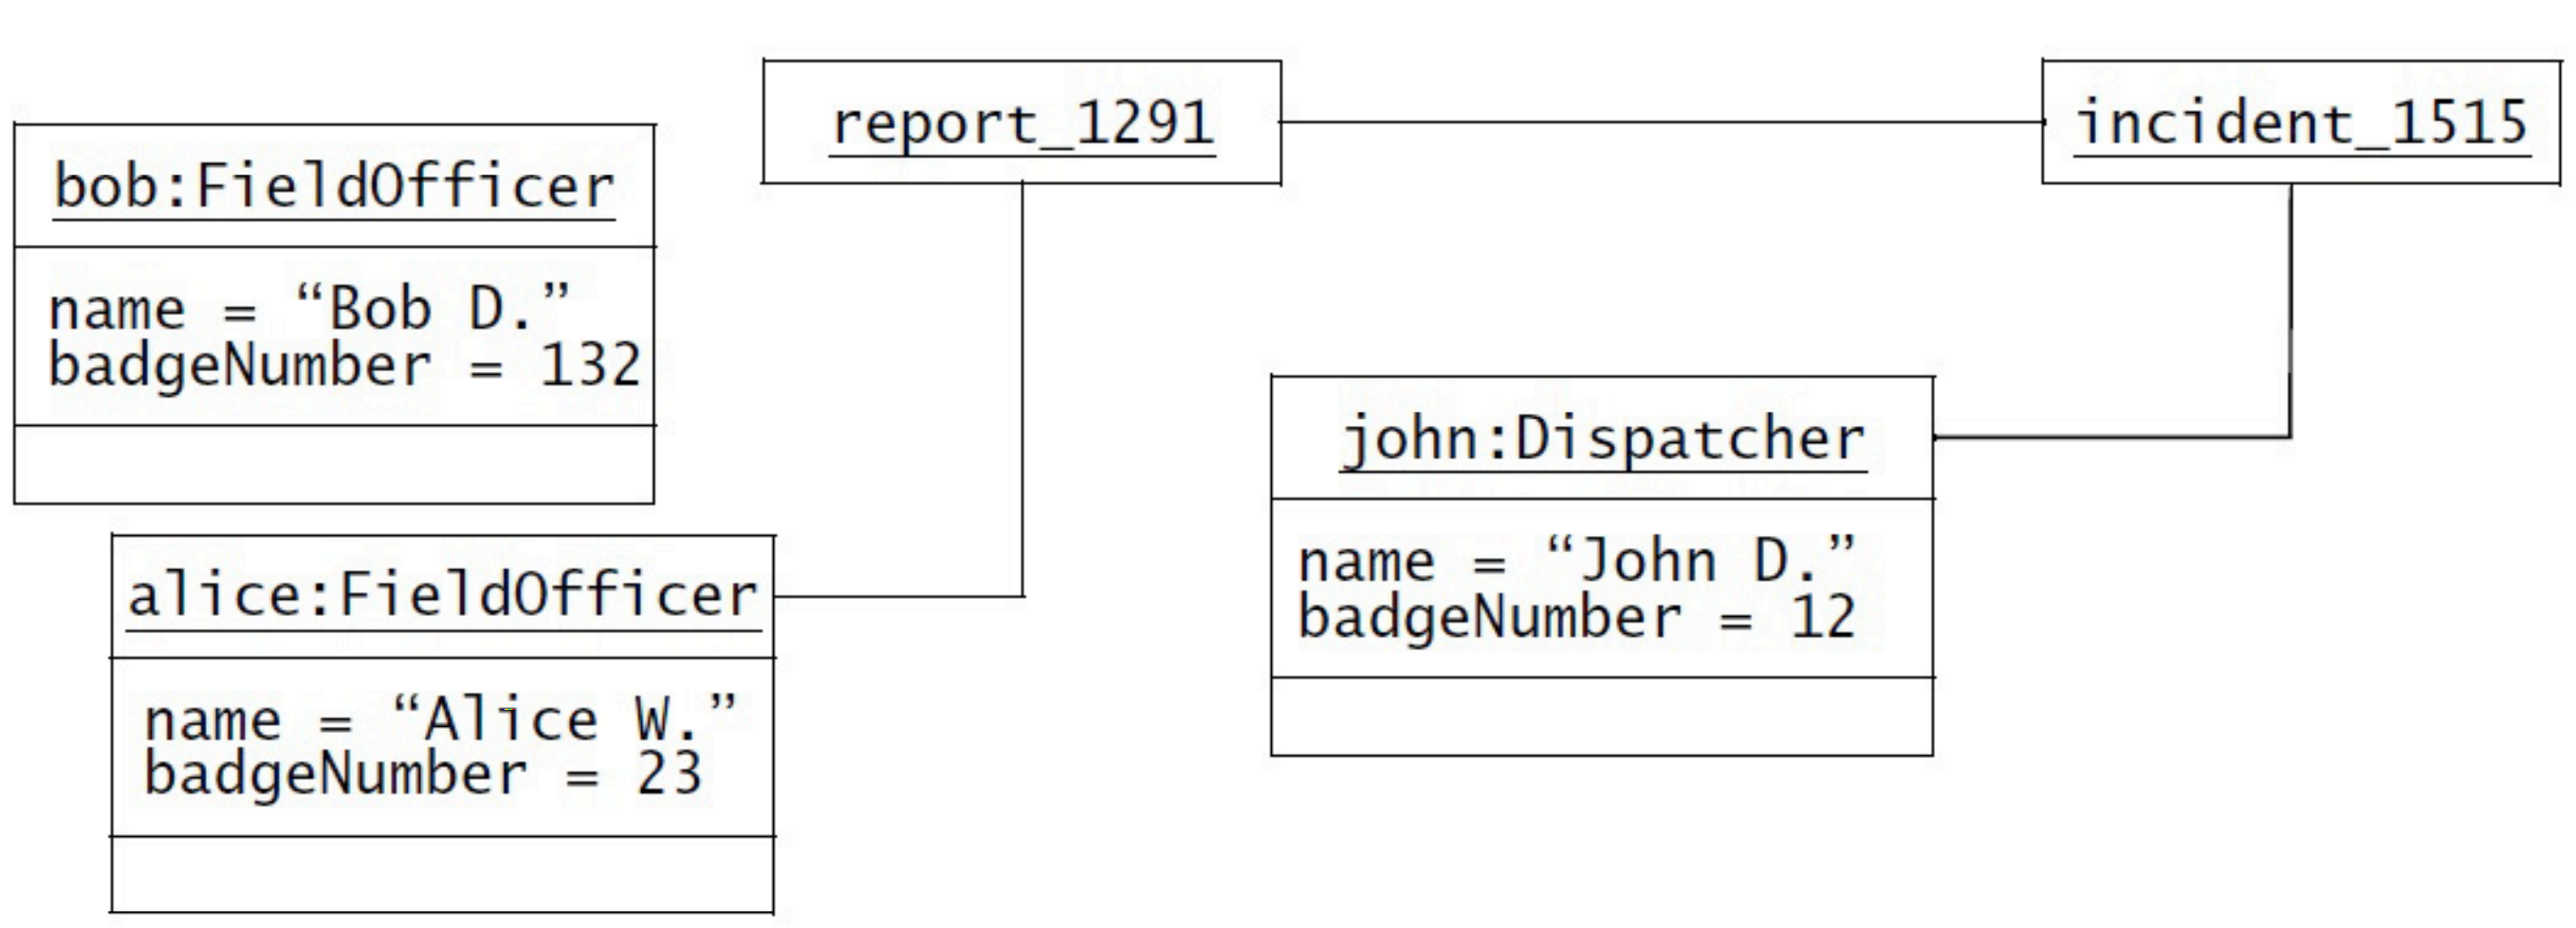 report_1291
incident_1515
bob:FieldOfficer
name = “Bob D.”
badgeNumber = 132
john:Dispatcher
name = “John D.”
badgeNumber = 12
alice:FieldOfficer
name = “Alice W.”
badgeNumber = 23